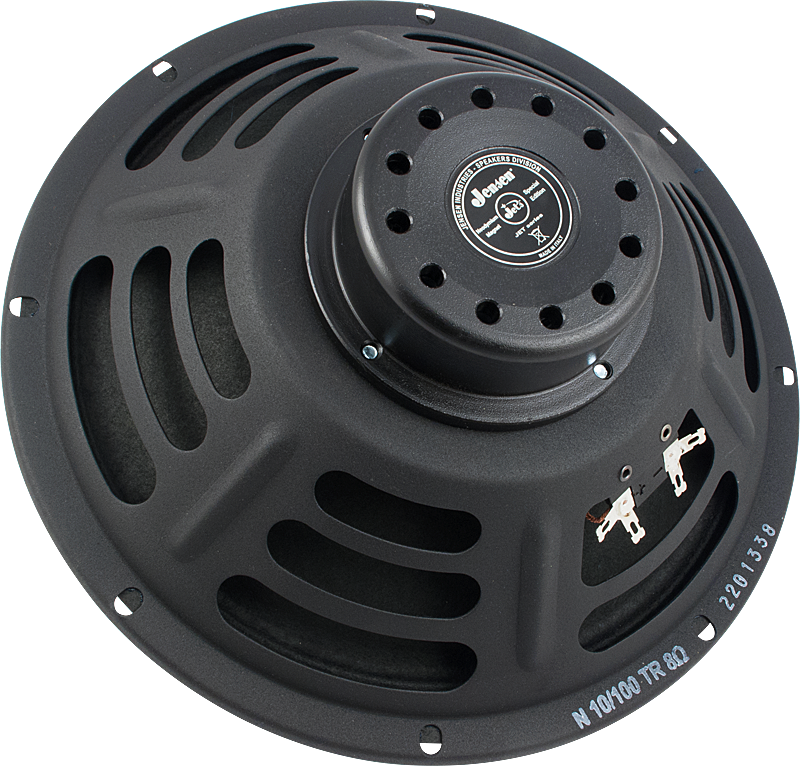 JENSEN INDUSTRIES - SPEAKERS DIVISION
Jensen
Special
Edition
Jets
Neodymium
Magnet
JET series
MADE IN ITALY
2201338
N 10/100 TR 8Ω